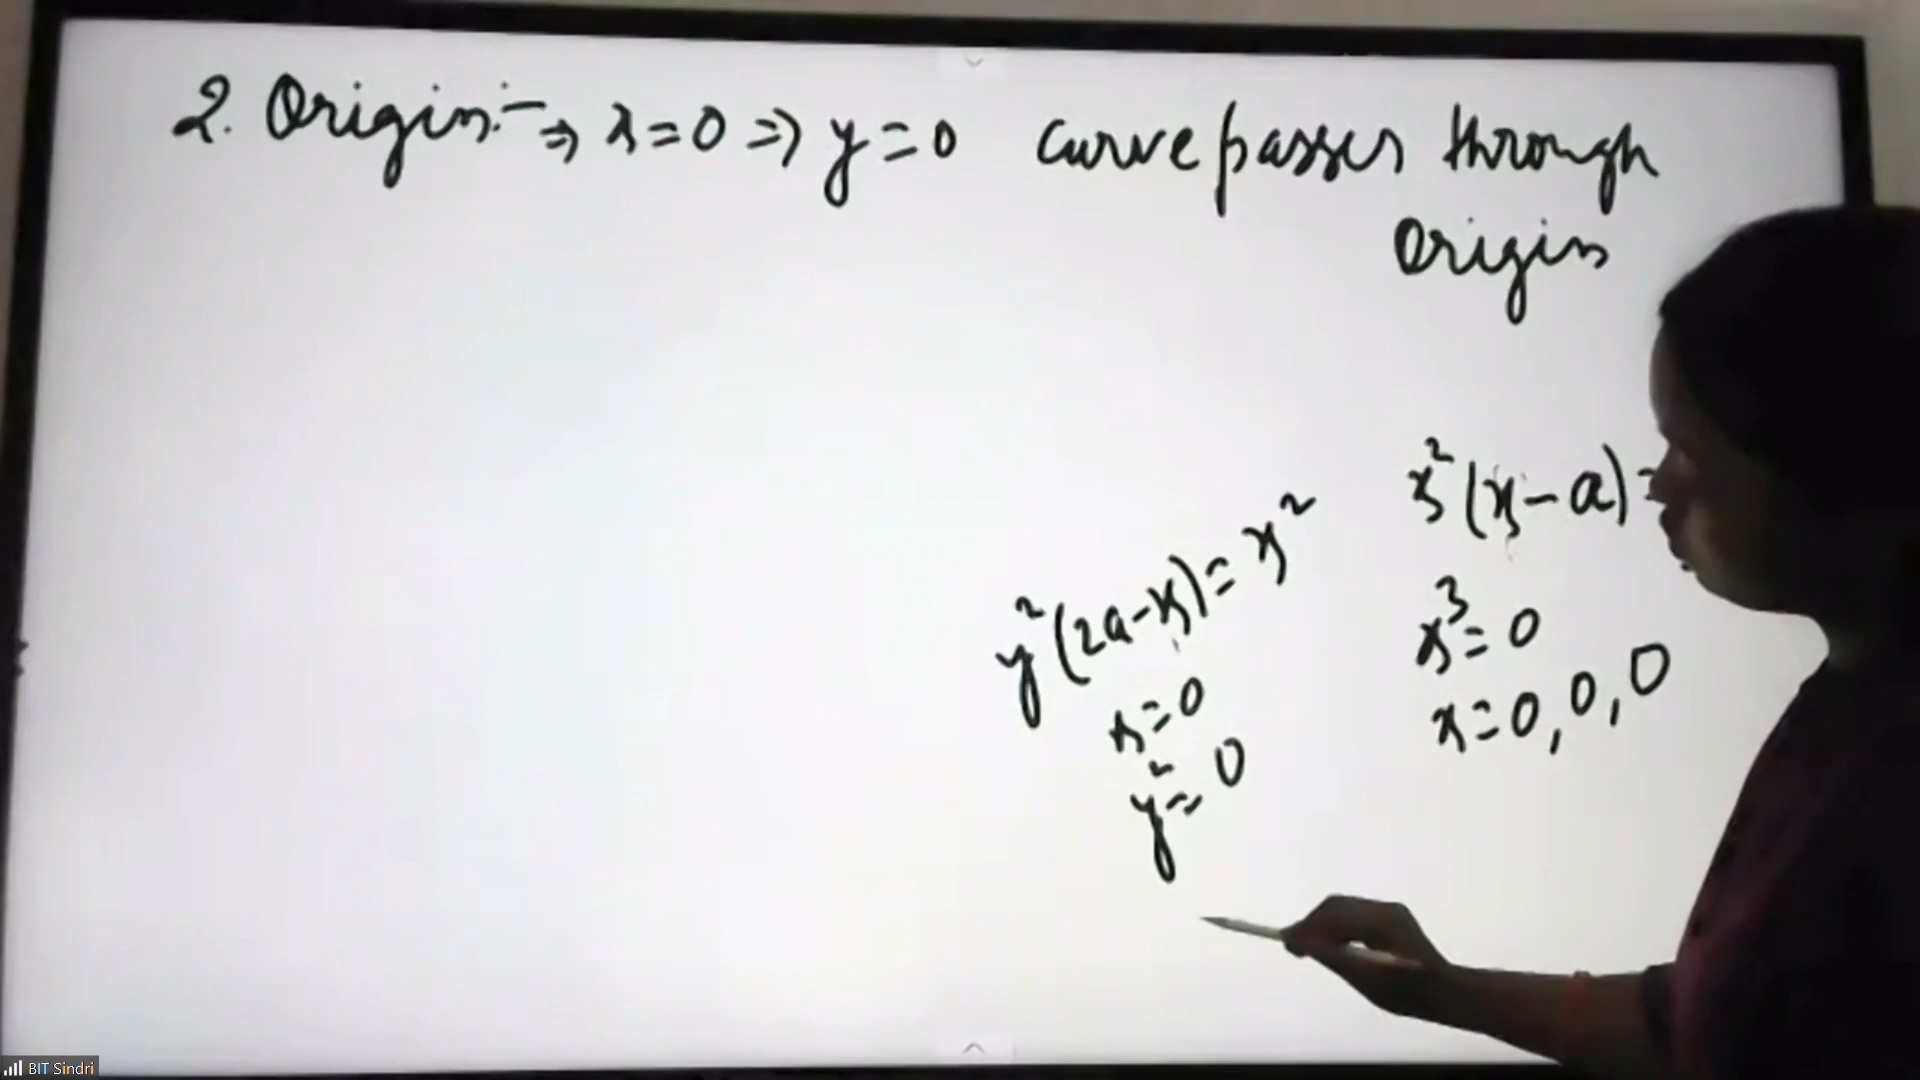 2. Origin:- ⇒ x=0 ⇒ y=0 curve passes through
Origin
y²(2a-x)=x²
x=0
y²=0
x²(x-a)=
x³=0
x=0,0,0
BIT Sindri